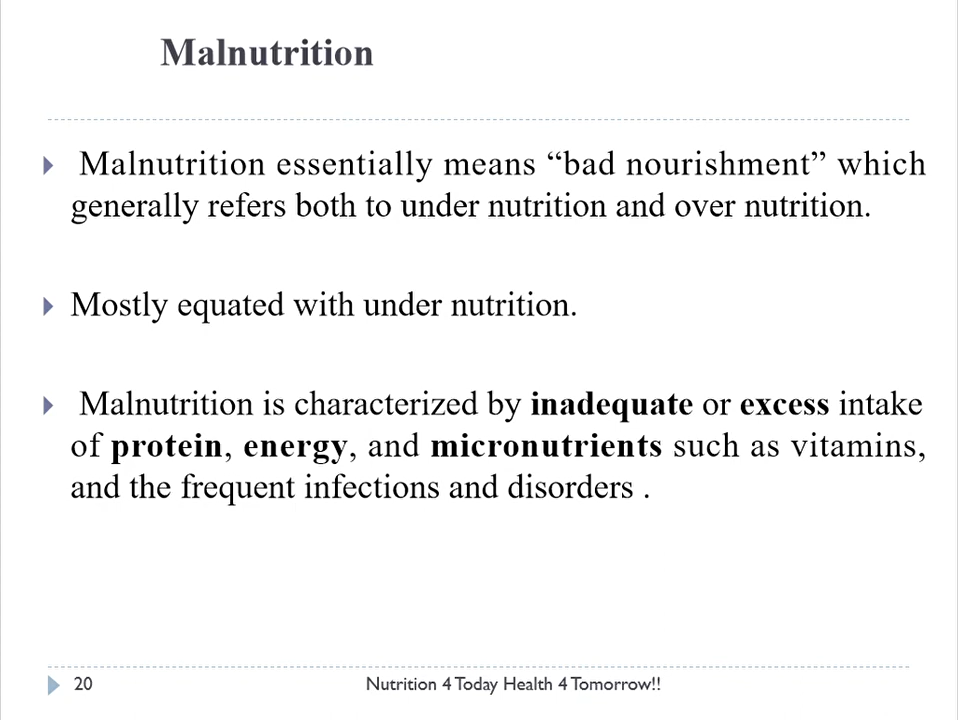 Malnutrition
Malnutrition essentially means “bad nourishment” which
generally refers both to under nutrition and over nutrition.
Mostly equated with under nutrition.
Malnutrition is characterized by inadequate or excess intake
of protein, energy, and micronutrients such as vitamins,
and the frequent infections and disorders .
20 Nutrition 4 Today Health 4 Tomorrow!!